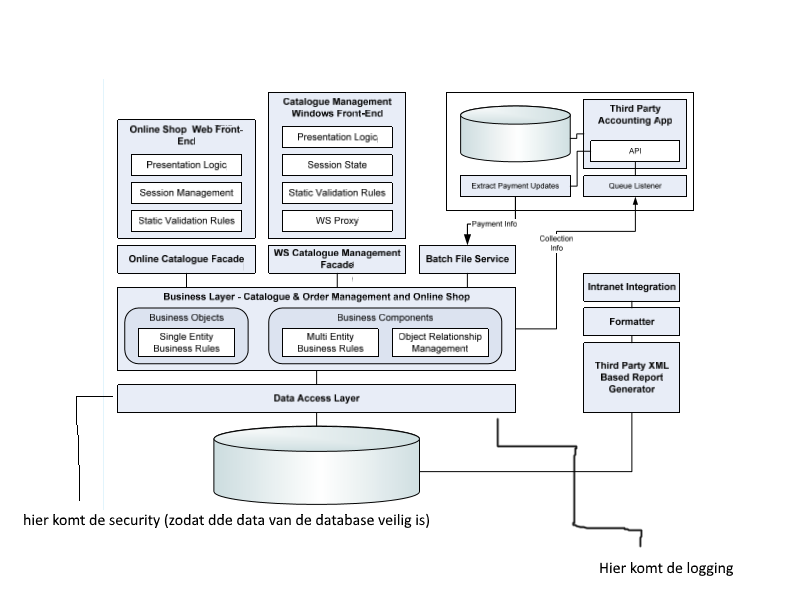 Catalogue Management
Windows Front-End
Presentation Logic
Session State
Static Validation Rules
WS Proxy
Online Shop Web Front-
End
Presentation Logic
Session Management
Static Validation Rules
Third Party
Accounting App
API
Extract Payment Updates
Queue Listener
Payment Info
Collection
Info
Online Catalogue Facade
WS Catalogue Management
Facade
Batch File Service
Intranet Integration
Formatter
Third Party XML
Based Report
Generator
Business Layer - Catalogue & Order Management and Online Shop
Business Objects
Single Entity
Business Rules
Business Components
Multi Entity
Business Rules
Object Relationship
Management
Data Access Layer
hier komt de security (zodat dde data van de database veilig is)
Hier komt de logging